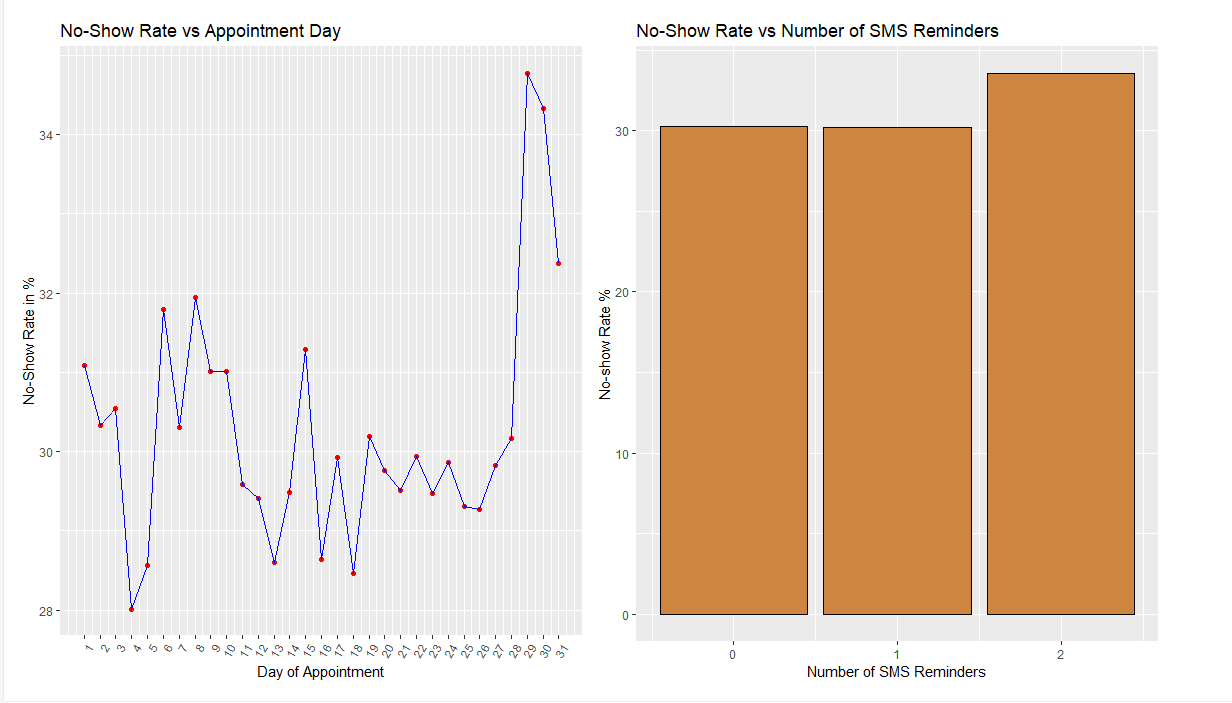 No-Show Rate vs Appointment Day
No-Show Rate in %
34
32
30
28
1 2 3 4 5 6 7 8 9 10 11 12 13 14 15 16 17 18 19 20 21 22 23 24 25 26 27 28 29 30 31
Day of Appointment
No-Show Rate vs Number of SMS Reminders
No-show Rate %
30
20
10
0
0 1 2
Number of SMS Reminders